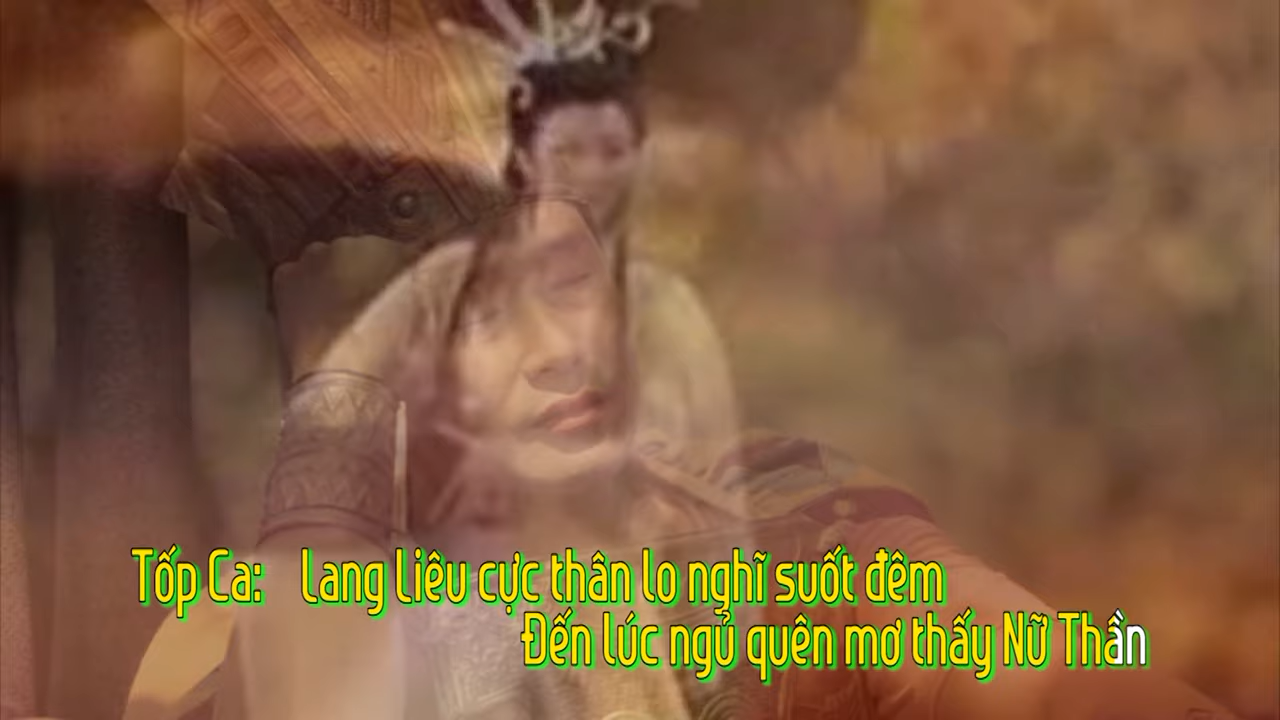 Tốp Ca: Lang Liêu cực thân lo nghĩ suốt đêm
Đến lúc ngủ quên mơ thấy Nữ Thần